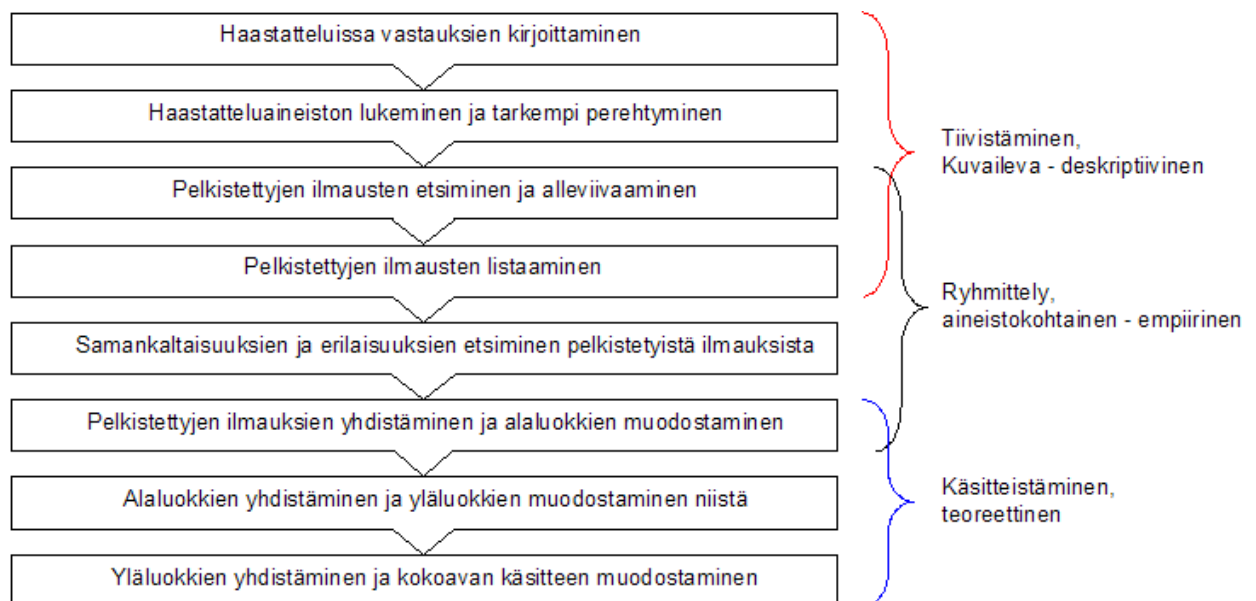 Haastatteluissa vastauksien kirjoittaminen
Haastatteluaineiston lukeminen ja tarkempi perehtyminen
Pelkistettyjen ilmausten etsiminen ja alleviivaaminen
Pelkistettyjen ilmausten listaaminen
Samankaltaisuuksien ja erilaisuuksien etsiminen pelkistetyistä ilmauksista
Pelkistettyjen ilmauksien yhdistäminen ja alaluokkien muodostaminen
Alaluokkien yhdistäminen ja yläluokkien muodostaminen niistä
Yläluokkien yhdistäminen ja kokoavan käsitteen muodostaminen
Tiivistäminen,
Kuvaileva - deskriptiivinen
Ryhmittely,
aineistokohtainen - empiirinen
Käsitteistäminen,
teoreettinen